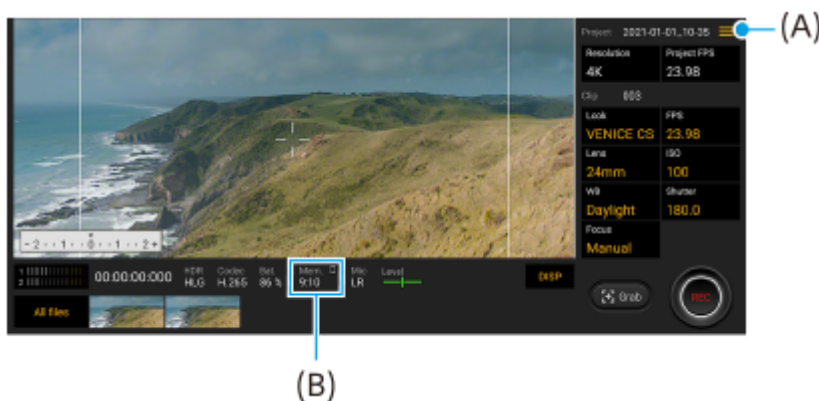 Project 2021-01-01_10-35
(A)
Resolution Project FPS
4K 23.98
Clip 003
Look FPS
VENICE CS 23.98
Lens ISO
24mm 100
WB Shutter
Daylight 180.0
Focus
Manual
-2··1··0··1··2+
1
2
00:00:00:000
HDR Codec Bat. Mem. Mic Level
HLG H.265 86 % 9:10 LR
DISP
Grab
REC
All files
(B)